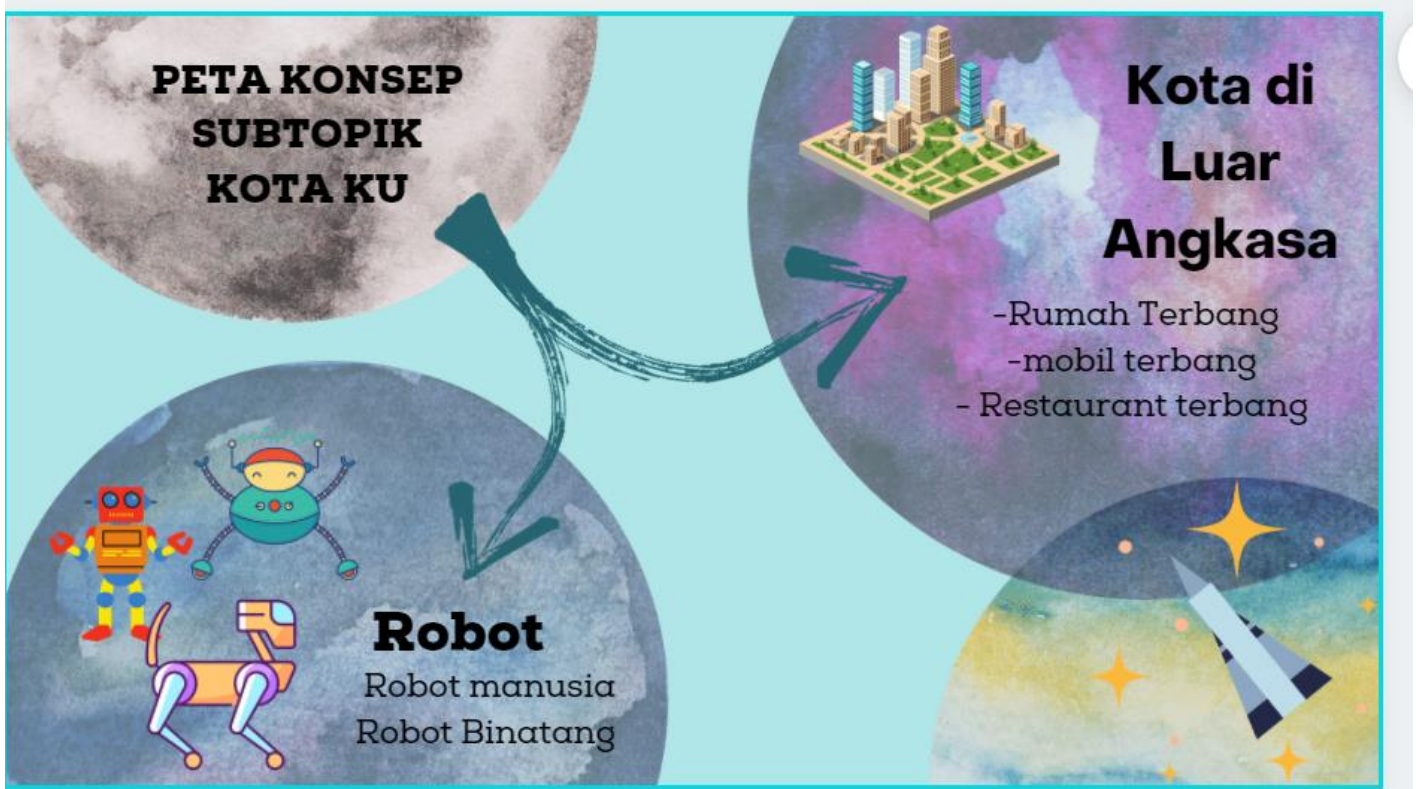 PETA KONSEP
SUBTOPIK
KOTA KU
Kota di
Luar
Angkasa
-Rumah Terbang
-mobil terbang
- Restaurant terbang
Robot
Robot manusia
Robot Binatang